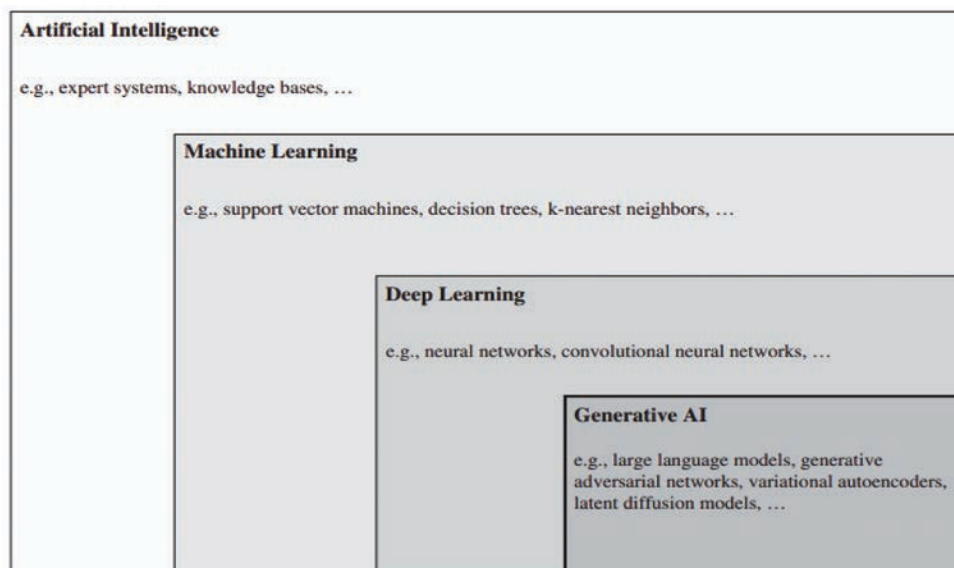 Artificial Intelligence
e.g., expert systems, knowledge bases, …
Machine Learning
e.g., support vector machines, decision trees, k-nearest neighbors, …
Deep Learning
e.g., neural networks, convolutional neural networks, …
Generative AI
e.g., large language models, generative
adversarial networks, variational autoencoders,
latent diffusion models, …